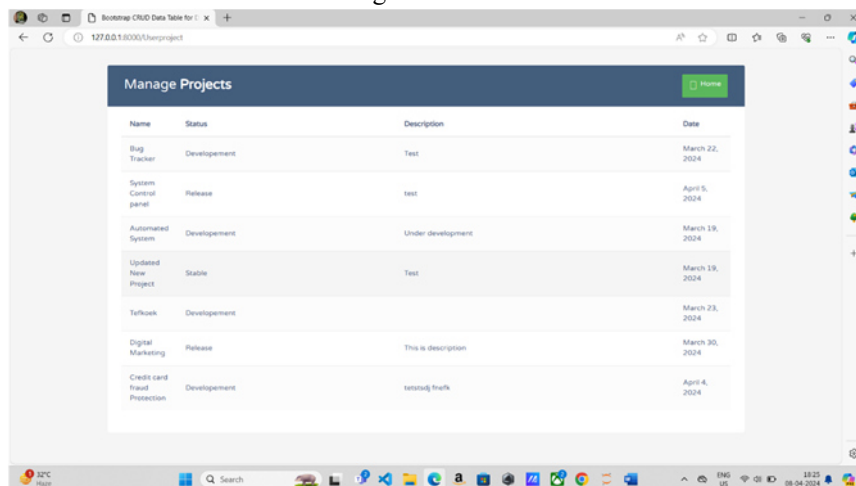 Bootstrap CRUD Data Table for
127.0.0.1:8000/Userproject
Manage Projects
Home
Name Status Description Date
Bug Tracker Developement Test March 22, 2024
System Control panel Release test April 5, 2024
Automated System Developement Under development March 19, 2024
Updated New Project Stable Test March 19, 2024
Tefkoek Developement March 23, 2024
Digital Marketing Release This is description March 30, 2024
Credit card fraud Protection Developement April 4, 2024
32°C
Haze
Search
ENG
US
18:25
08-04-2024